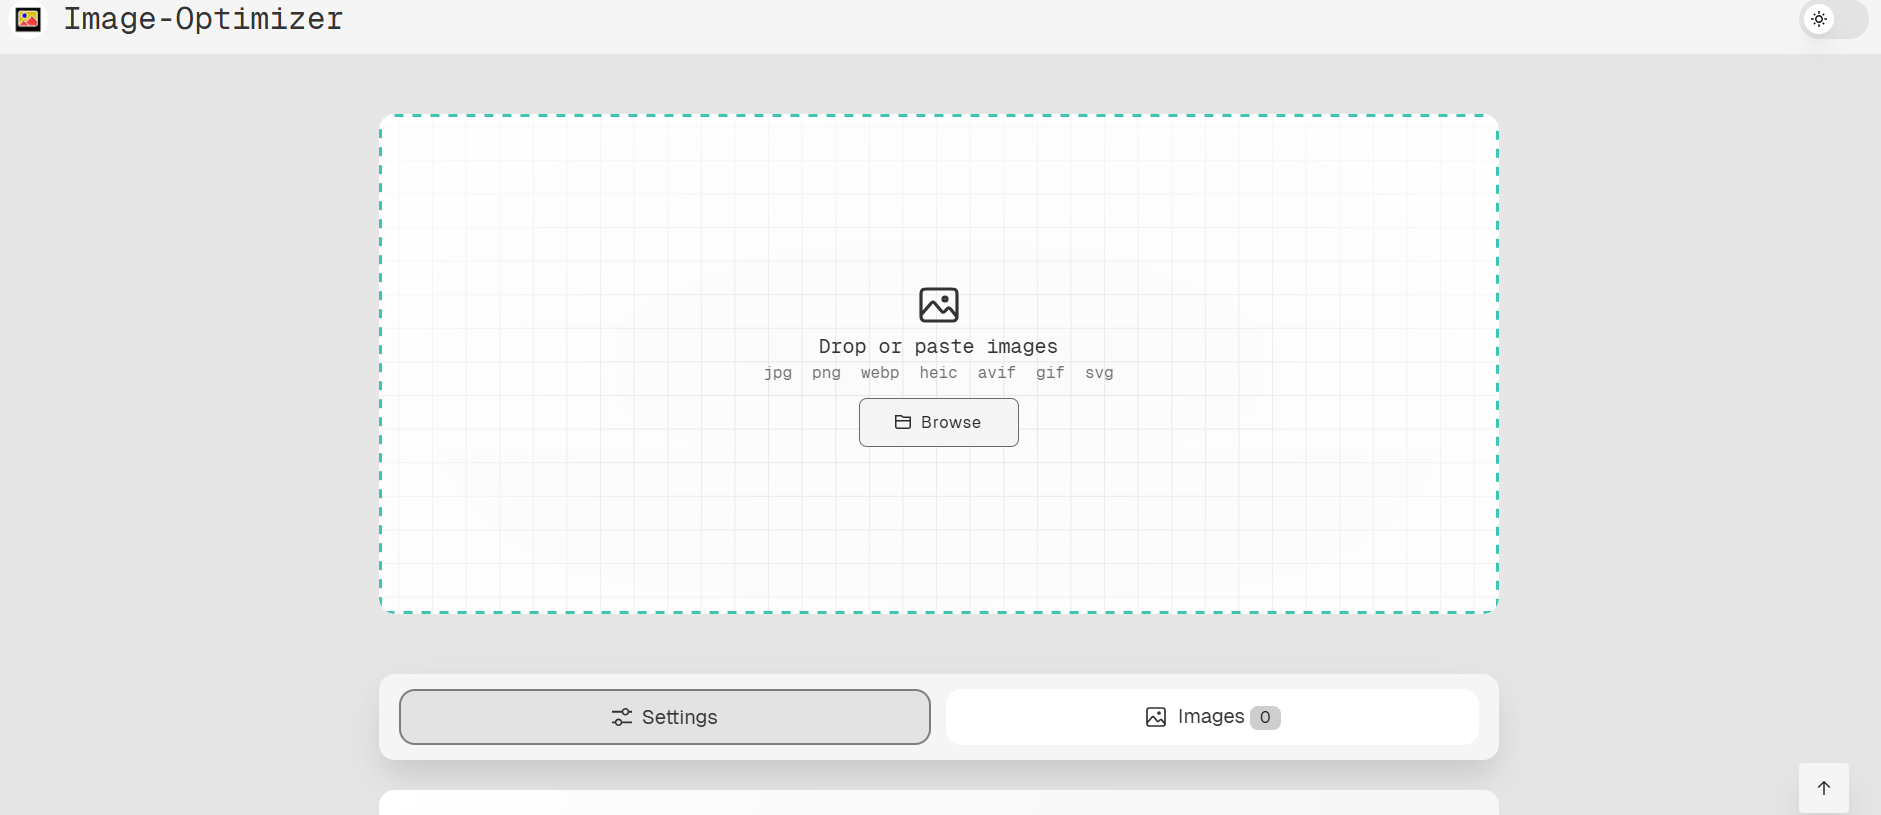 Image-Optimizer
Drop or paste images
jpg png webp heic avif gif svg
Browse
Settings
Images 0